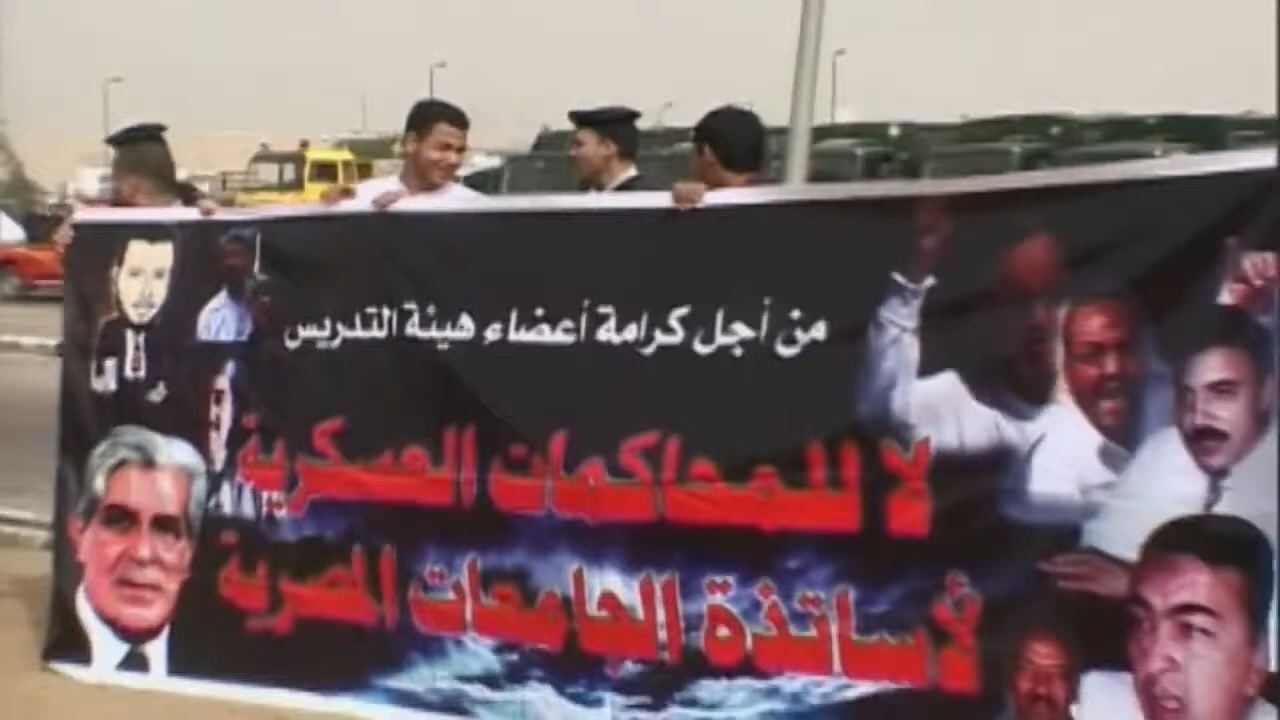 من أجل كرامة أعضاء هيئة التدريس
لا للمحاكمات العسكرية
لأساتذة الجامعات المصرية